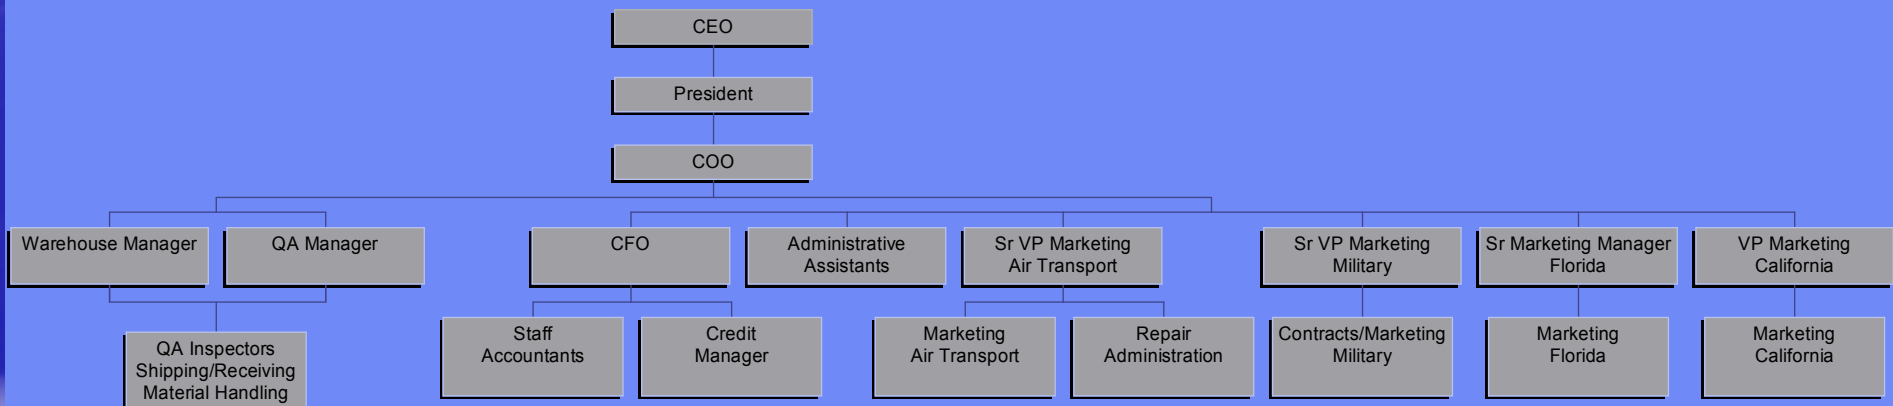 CEO
President
COO
Warehouse Manager
QA Manager
CFO
Administrative
Assistants
Sr VP Marketing
Air Transport
Sr VP Marketing
Military
Sr Marketing Manager
Florida
VP Marketing
California
QA Inspectors
Shipping/Receiving
Material Handling
Staff
Accountants
Credit
Manager
Marketing
Air Transport
Repair
Administration
Contracts/Marketing
Military
Marketing
Florida
Marketing
California